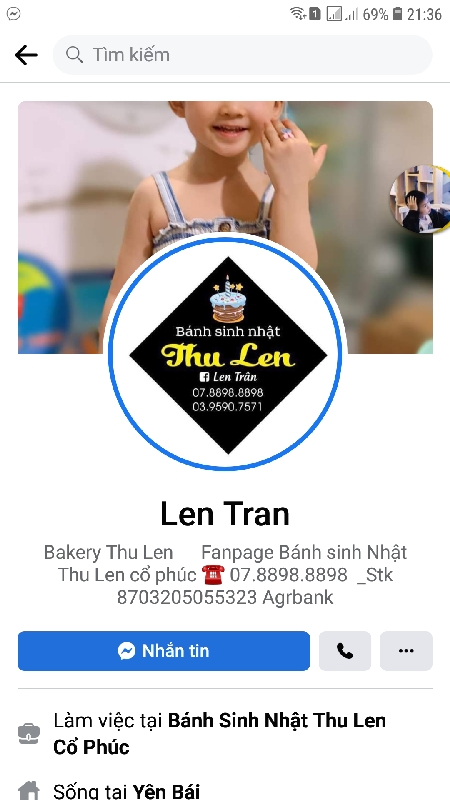 1 69% 21:36
Tìm kiếm
Bánh sinh nhật
Thu Len
Len Trân
07.8898.8898
03.9590.7571
Len Tran
Bakery Thu Len Fanpage Bánh sinh Nhật
Thu Len cổ phúc ☎️ 07.8898.8898 _Stk
8703205055323 Agrbank
Nhắn tin
Làm việc tại Bánh Sinh Nhật Thu Len
Cổ Phúc
Sống tại Yên Bái